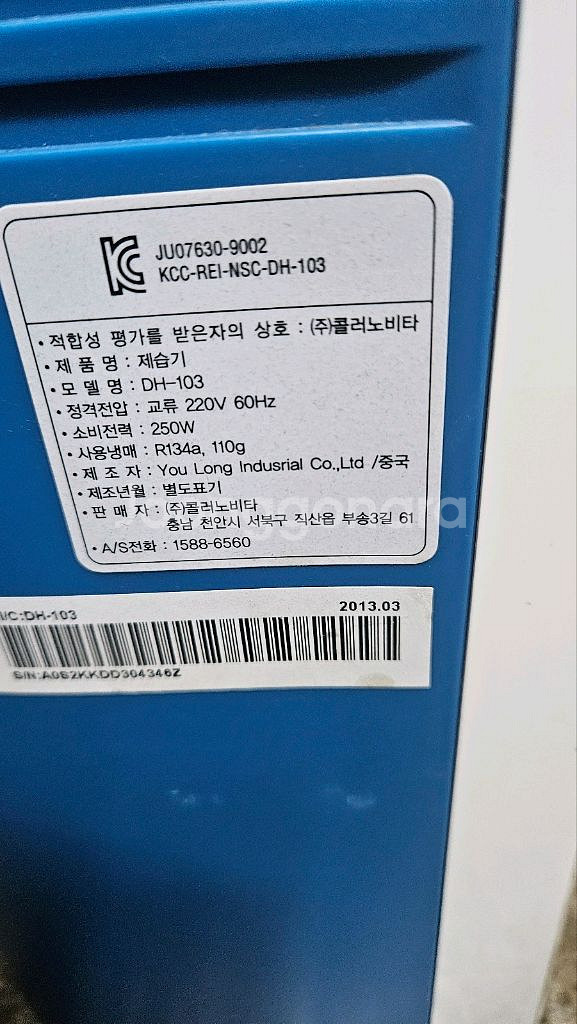 JU07630-9002
KCC-REI-NSC-DH-103
• 적합성 평가를 받은자의 상호 : (주)콜러노비타
• 제 품 명 : 제습기
• 모 델 명 : DH-103
• 정격전압 : 교류 220V 60Hz
• 소비전력 : 250W
• 사용냉매 : R134a, 110g
• 제 조 자 : You Long Indusrial Co.,Ltd /중국
• 제조년월 : 별도표기
• 판 매 자 : (주)콜러노비타
충남 천안시 서북구 직산읍 부송3길 61
• A/S전화 : 1588-6560
/C:DH-103
2013.03
S/N:A0S2KKDD304346Z